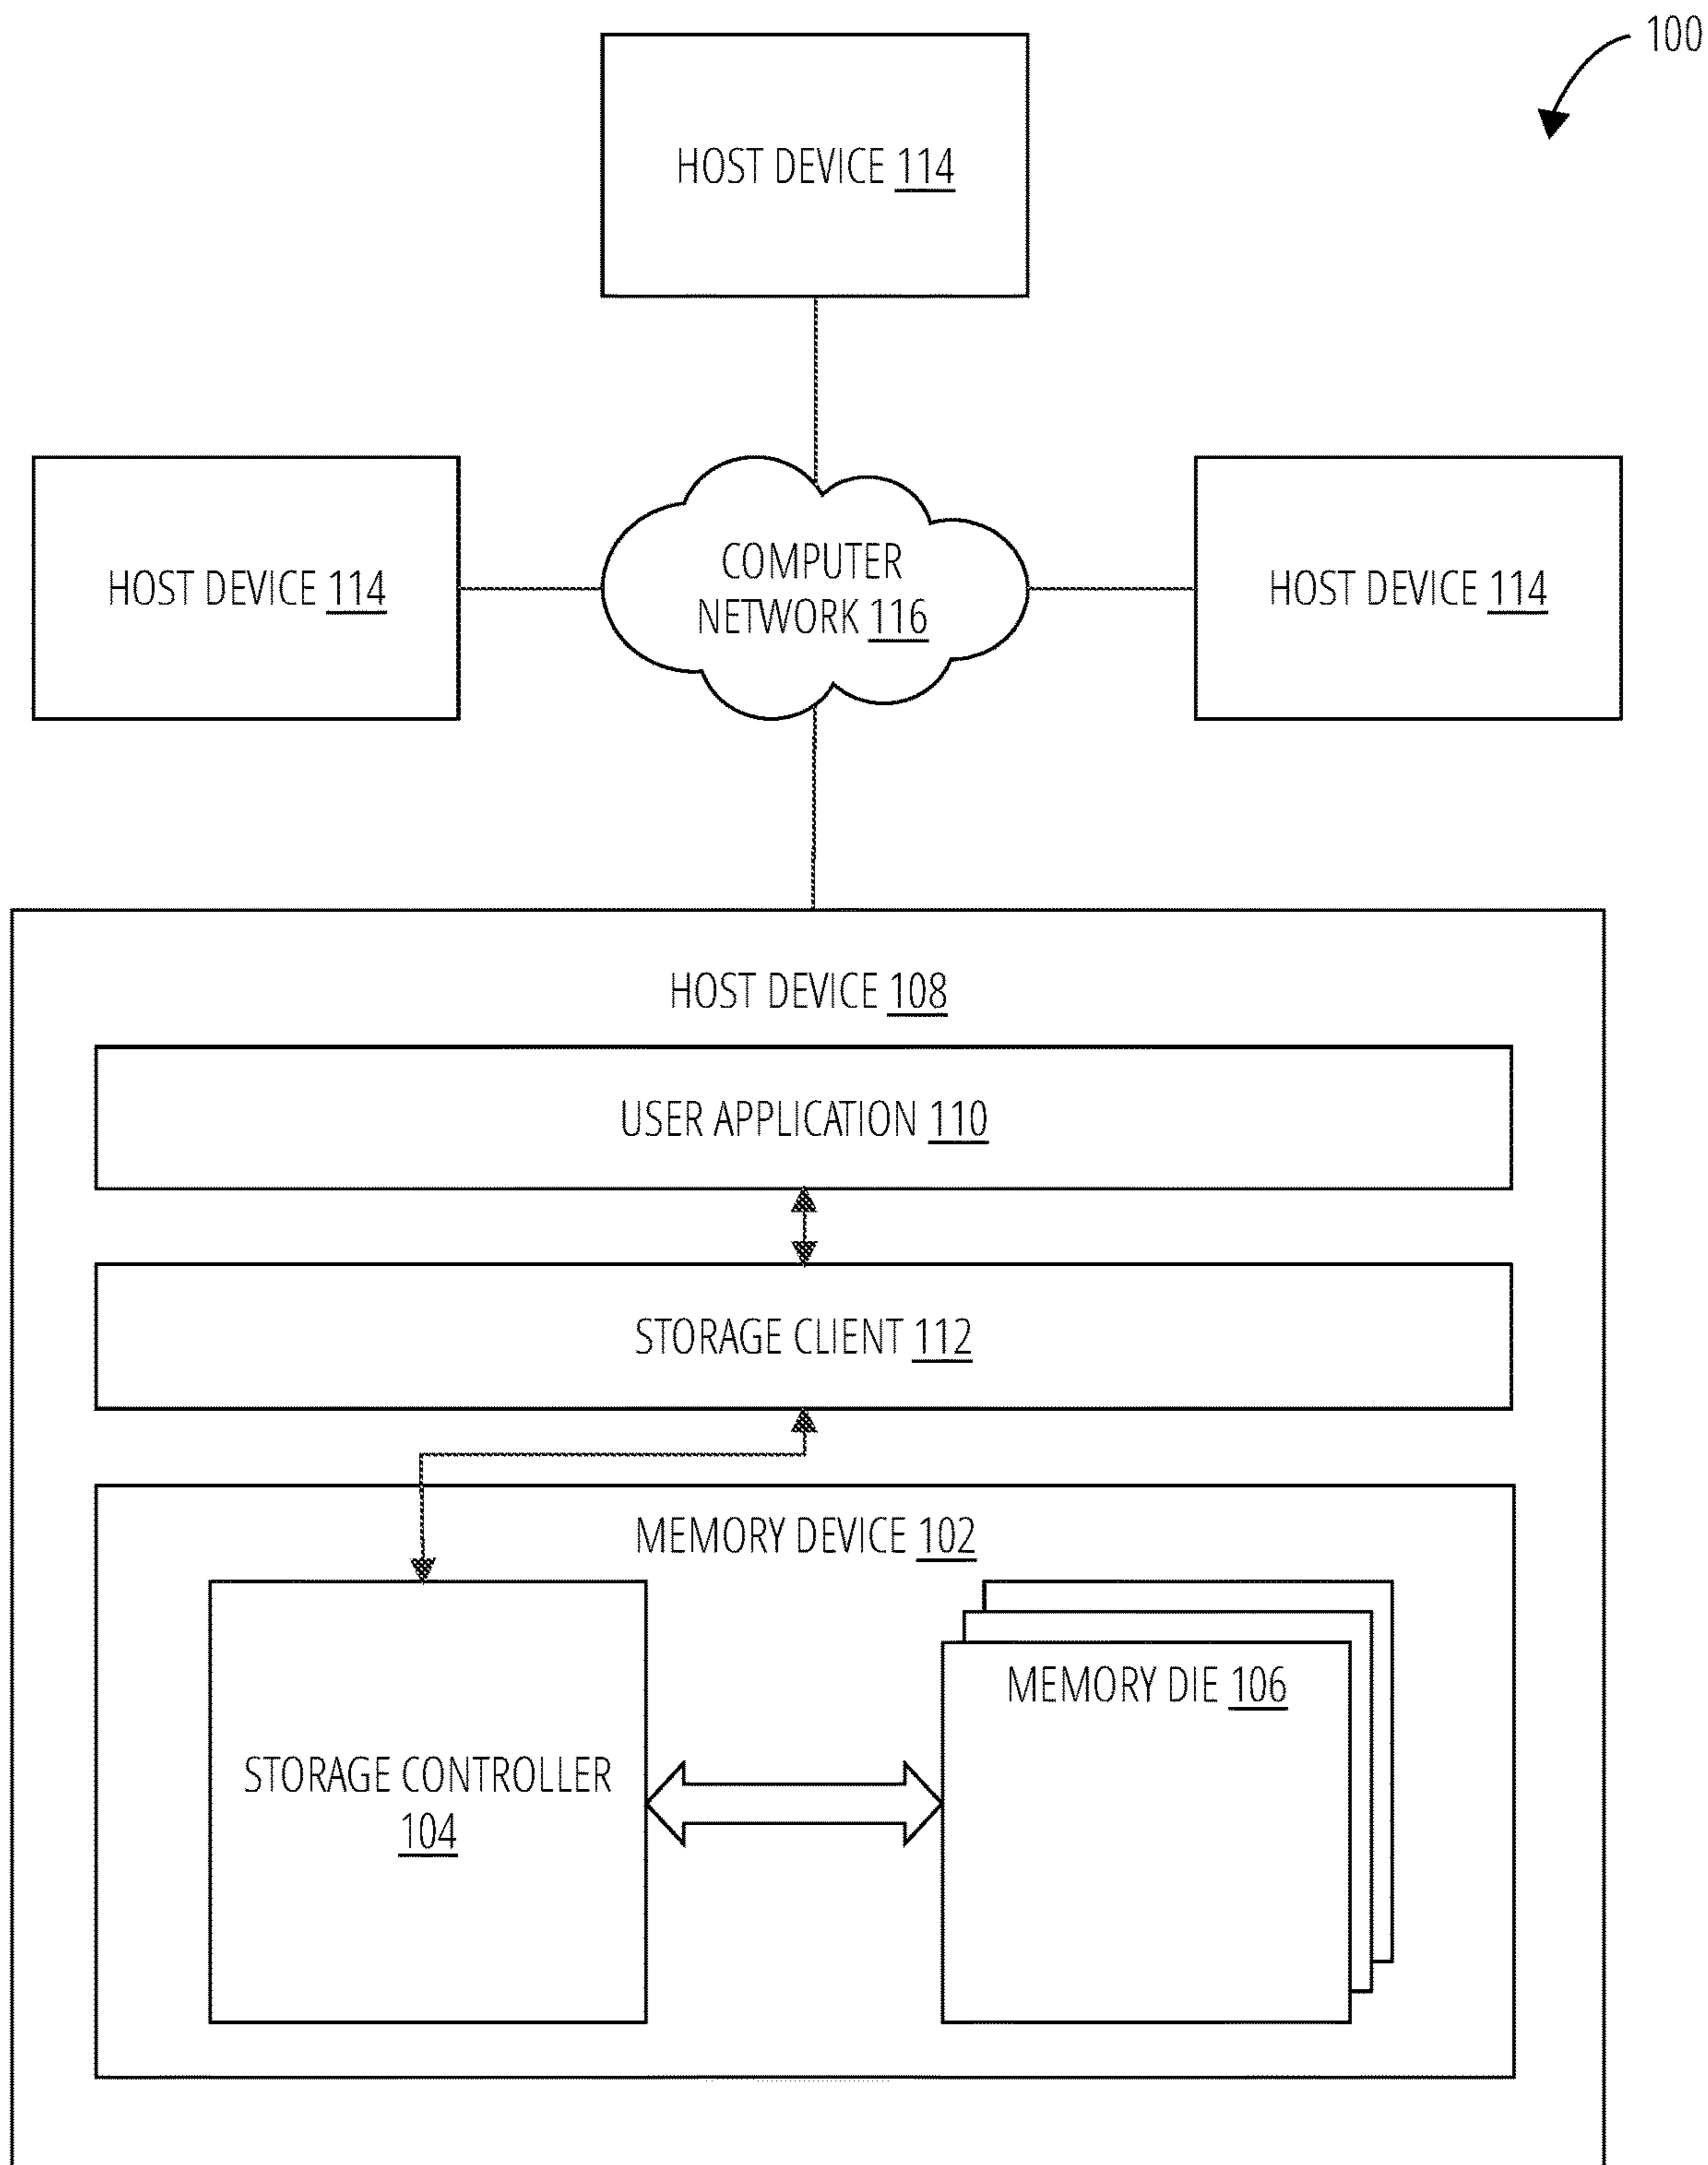 100
HOST DEVICE 114
HOST DEVICE 114
COMPUTER
NETWORK 116
HOST DEVICE 114
HOST DEVICE 108
USER APPLICATION 110
STORAGE CLIENT 112
MEMORY DEVICE 102
MEMORY DIE 106
STORAGE CONTROLLER
104